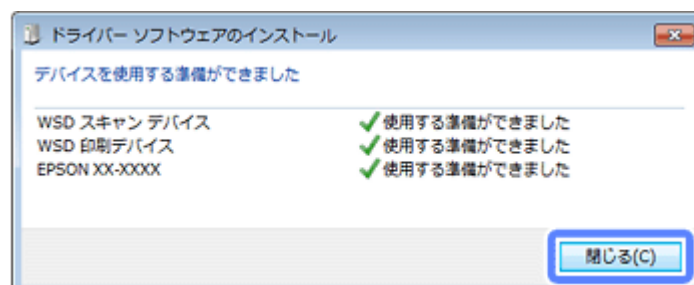 ドライバー ソフトウェアのインストール
デバイスを使用する準備ができました
WSD スキャン デバイス ✓使用する準備ができました
WSD 印刷デバイス ✓使用する準備ができました
EPSON XX-XXXX ✓使用する準備ができました
閉じる(C)